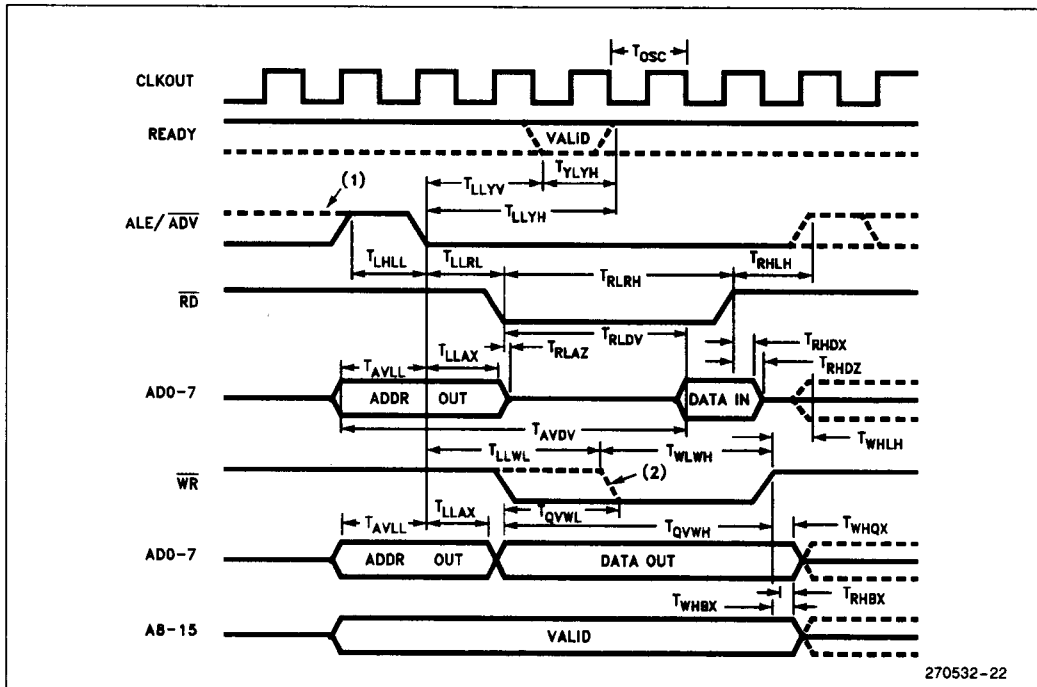 T_OSC
CLKOUT
READY
VALID
T_YLYH
T_LLYV
(1)
T_LLYH
ALE/ADV
T_LHLL
T_LLRL
T_RLRH
T_RHLH
RD
T_RLDV
T_RHDX
T_LLAX
T_RLAZ
T_RHDZ
T_AVLL
AD0-7
ADDR OUT
DATA IN
T_AVDV
T_WHLH
T_LLWL
T_WLWH
WR
(2)
T_LLAX
T_AVLL
T_QVWL
T_QVWH
T_WHQX
AD0-7
ADDR OUT
DATA OUT
T_WHBX
T_RHBX
A8-15
VALID
270532-22